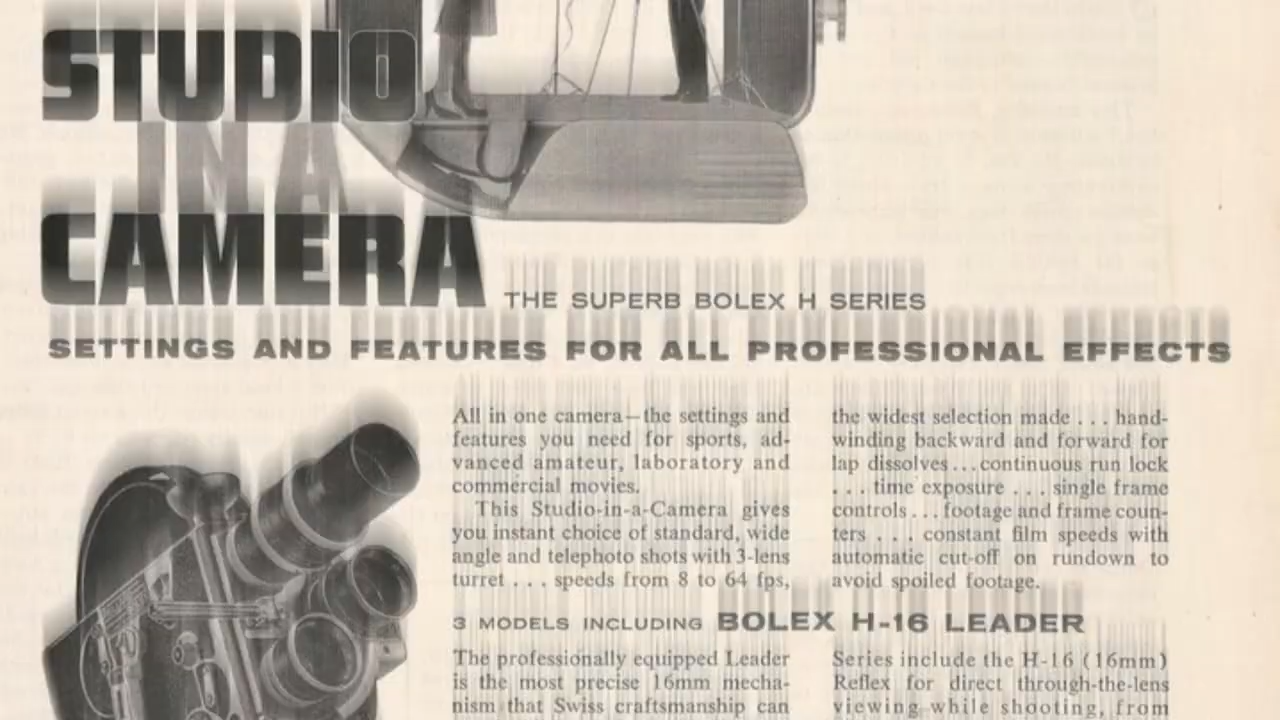 STUDIO
IN A
CAMERA
THE SUPERB BOLEX H SERIES
SETTINGS AND FEATURES FOR ALL PROFESSIONAL EFFECTS
All in one camera—the settings and
features you need for sports, ad-
vanced amateur, laboratory and
commercial movies.
This Studio-in-a-Camera gives
you instant choice of standard, wide
angle and telephoto shots with 3-lens
turret . . . speeds from 8 to 64 fps,
the widest selection made . . . hand-
winding backward and forward for
lap dissolves . . . continuous run lock
. . . time exposure . . . single frame
controls . . . footage and frame coun-
ters . . . constant film speeds with
automatic cut-off on rundown to
avoid spoiled footage.
3 MODELS INCLUDING BOLEX H-16 LEADER
The professionally equipped Leader
is the most precise 16mm mecha-
nism that Swiss craftsmanship can
Series include the H-16 (16mm)
Reflex for direct through-the-lens
viewing while shooting, from